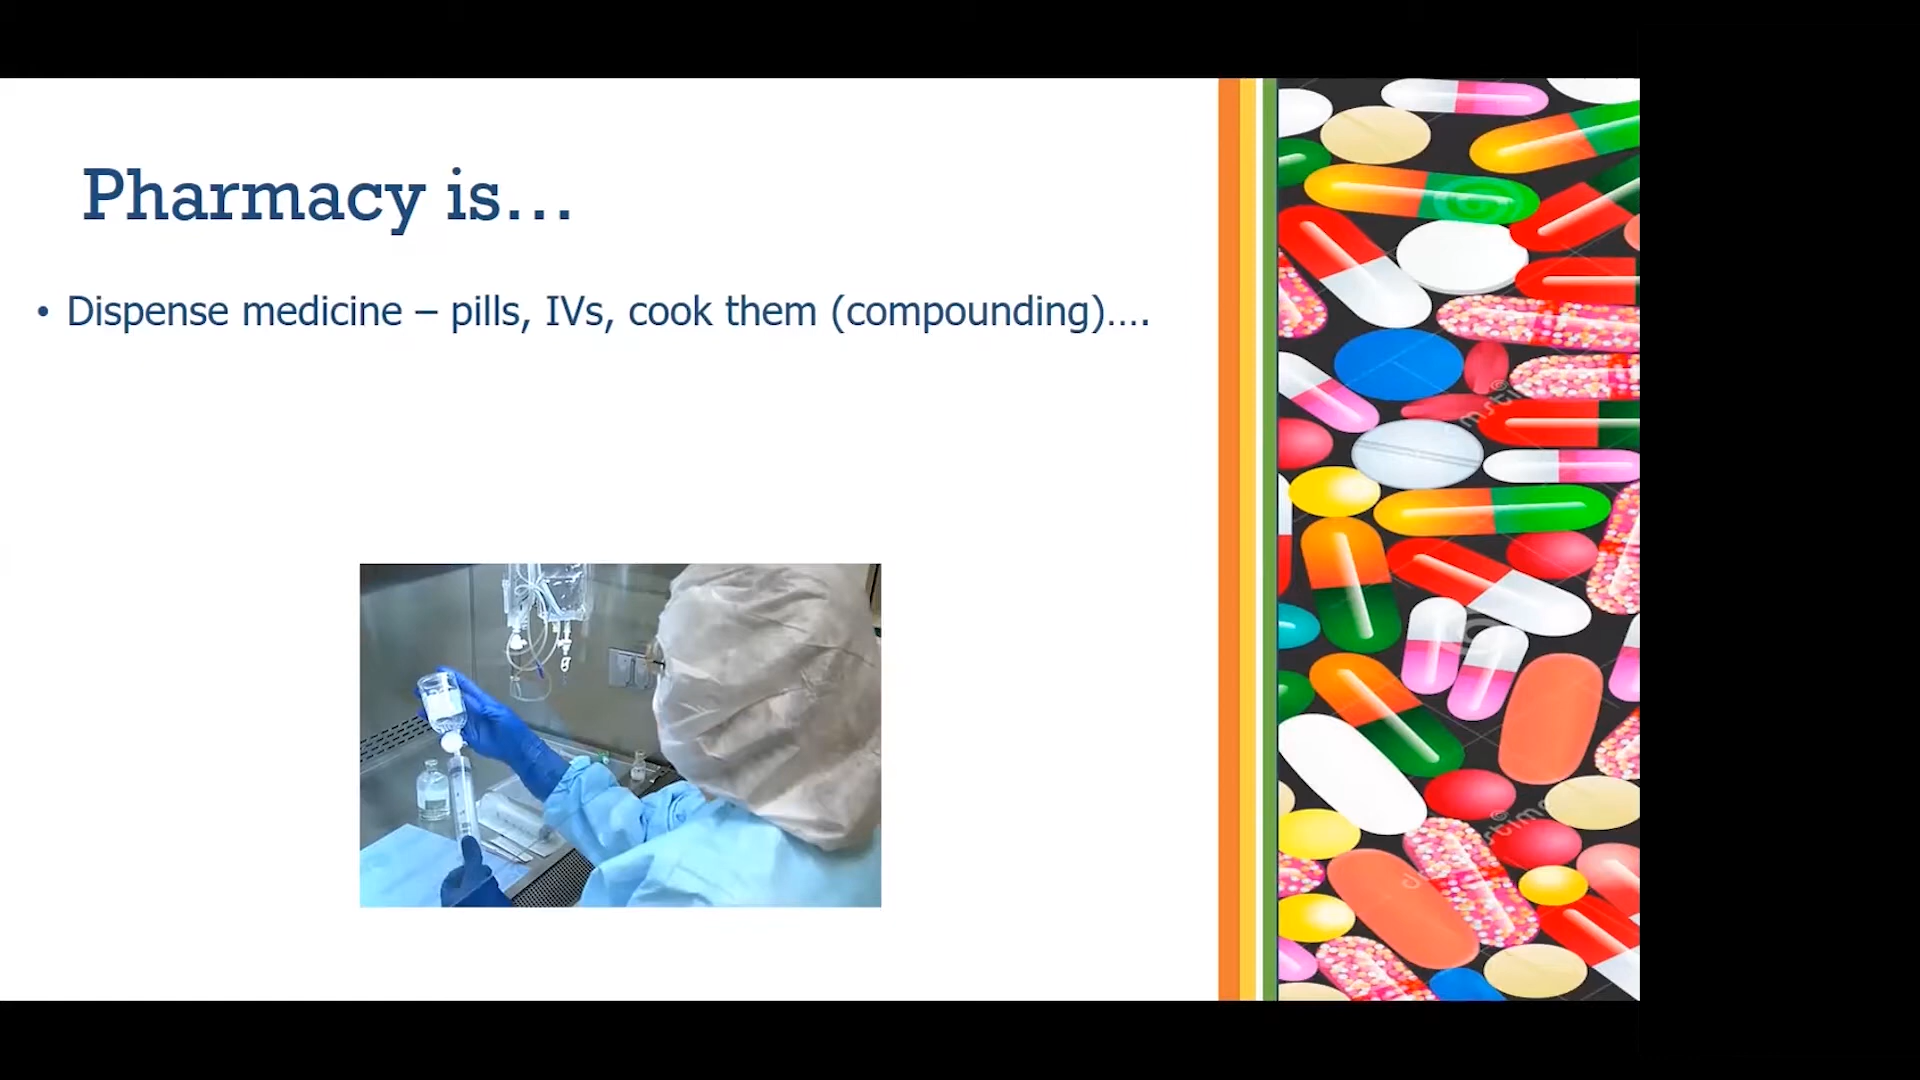 Pharmacy is…
• Dispense medicine – pills, IVs, cook them (compounding)….